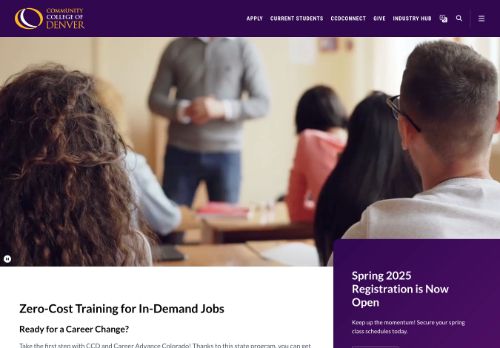 COMMUNITY
COLLEGE OF
DENVER
APPLY CURRENT STUDENTS CCDCONNECT GIVE INDUSTRY HUB
Zero-Cost Training for In-Demand Jobs
Ready for a Career Change?
Take the first step with CCD and Career Advance Colorado! Thanks to this state program, you can get
Spring 2025
Registration is Now
Open
Keep up the momentum! Secure your spring
class schedules today.